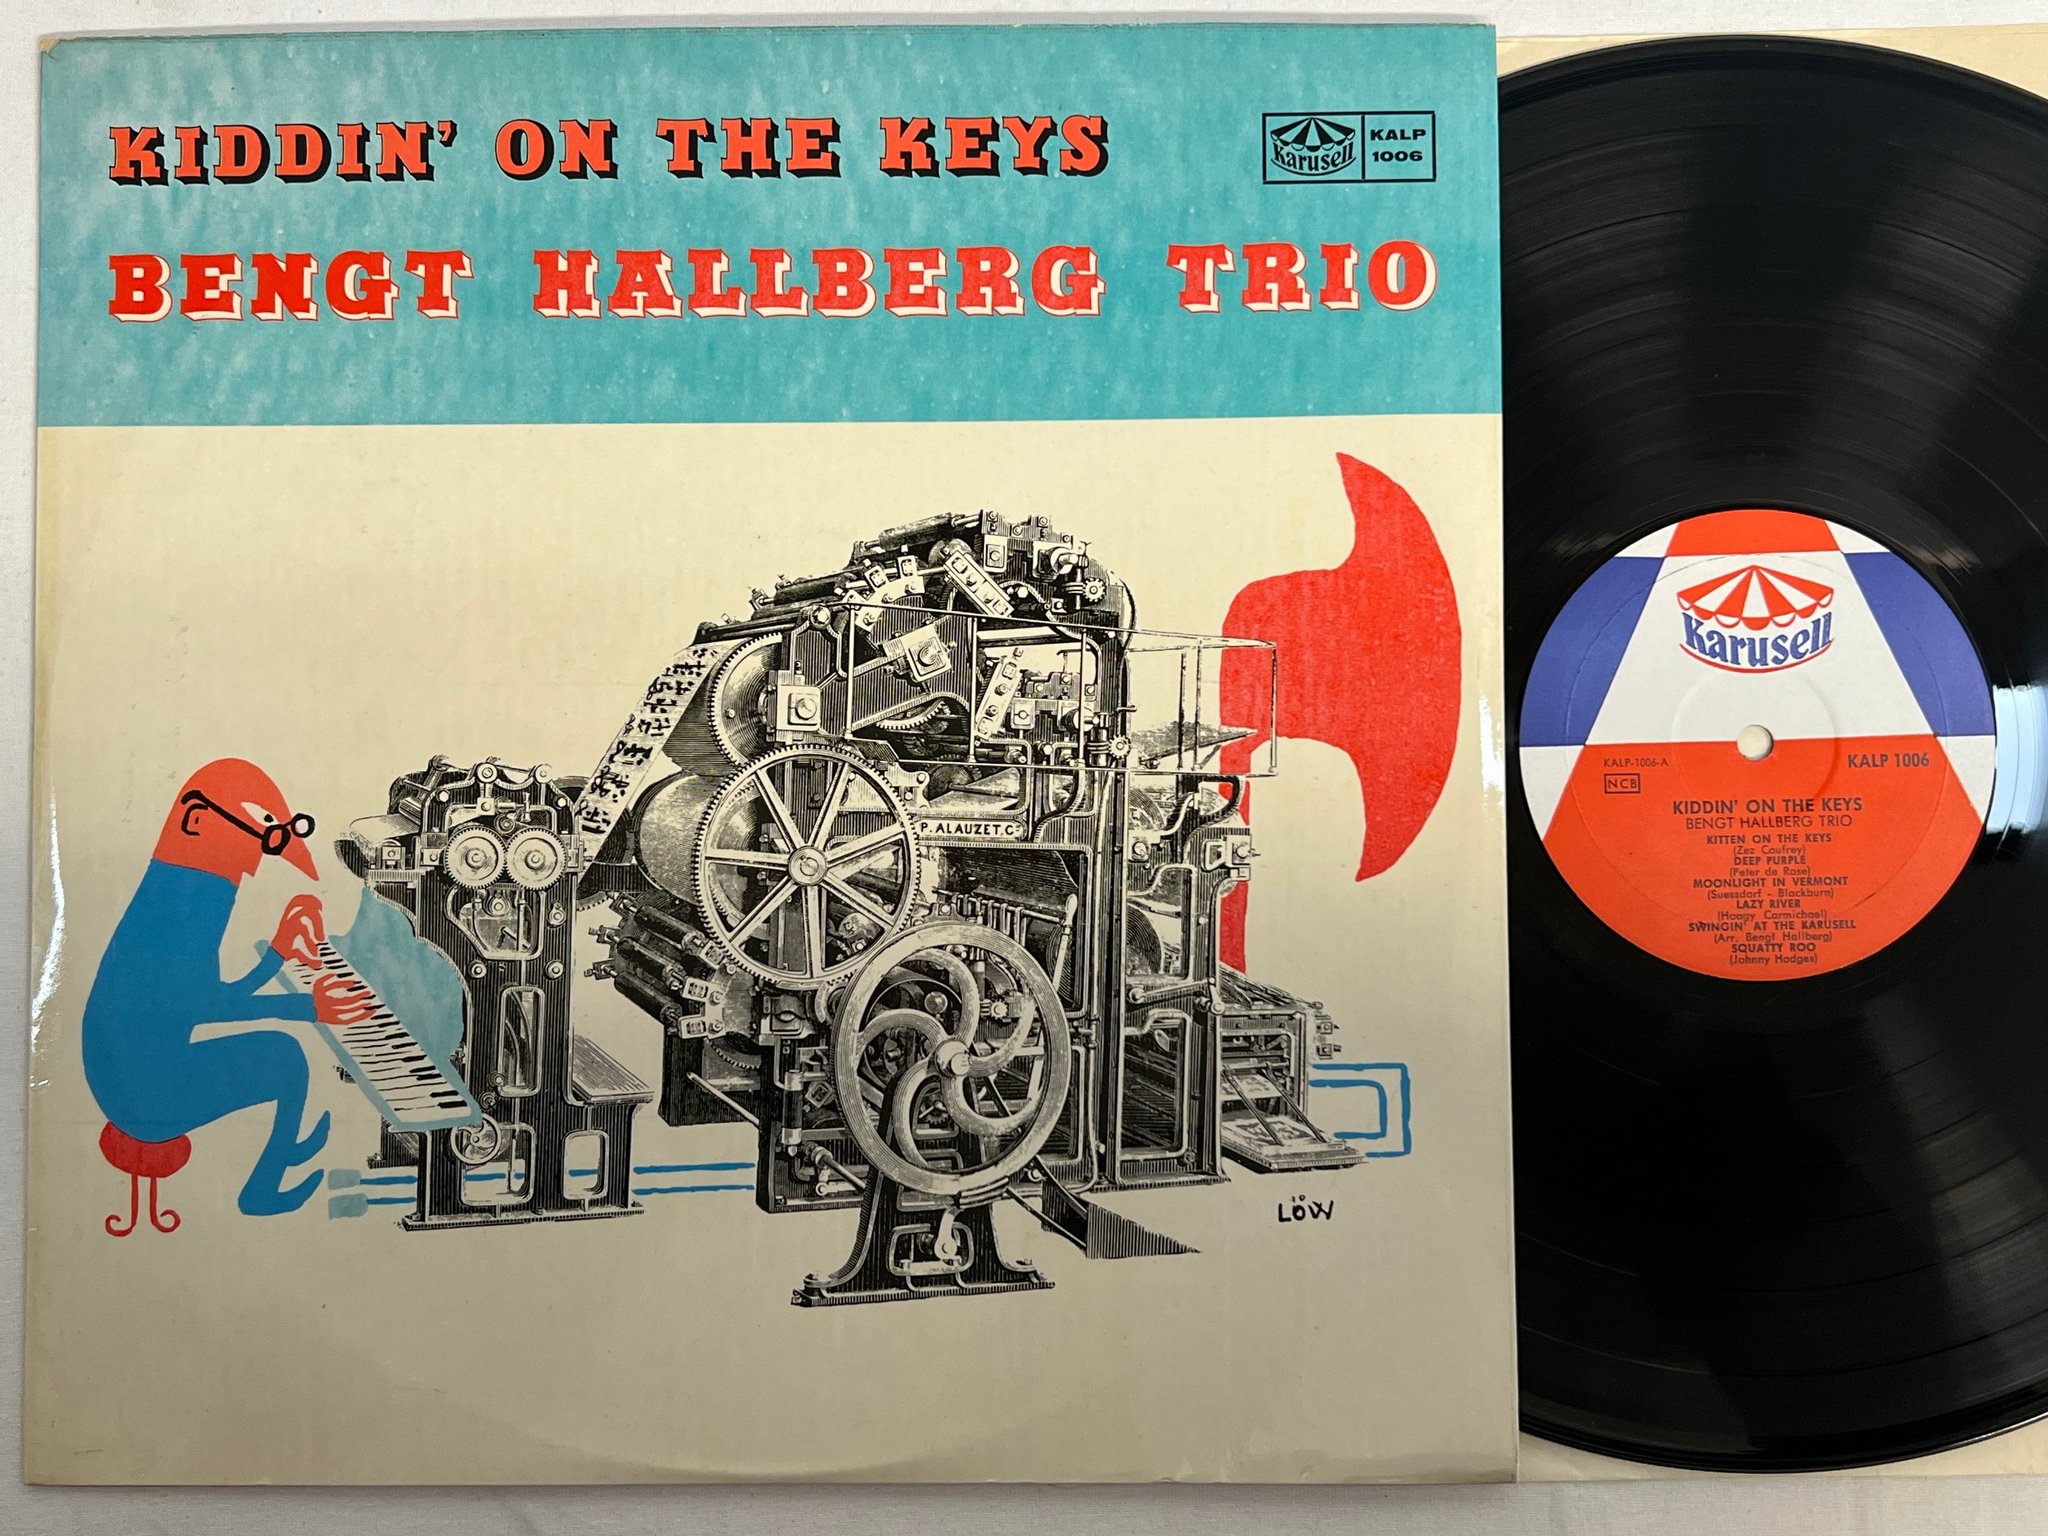 KIDDIN' ON THE KEYS
Karusell
KALP
1006
BENGT HALLBERG TRIO
P. ALAUZET.C
LÖW
Karusell
KALP-1006-A
KALP 1006
NCB
KIDDIN' ON THE KEYS
BENGT HALLBERG TRIO
KITTEN ON THE KEYS
(Zez Coufrey)
DEEP PURPLE
(Peter de Rose)
MOONLIGHT IN VERMONT
(Suessdorf - Blackburn)
LAZY RIVER
(Hoagy Carmichael)
SWINGIN' AT THE KARUSELL
(Arr. Bengt Hallberg)
SQUATTY ROO
(Johnny Hodges)